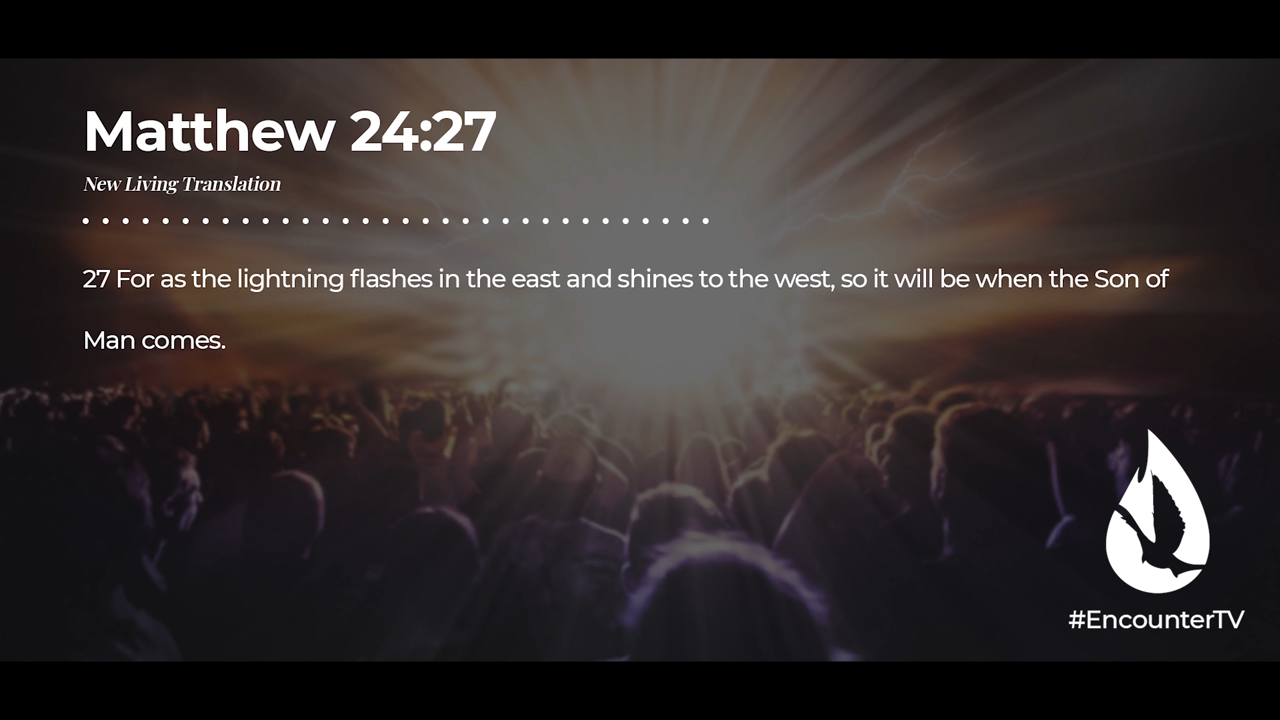 Matthew 24:27
New Living Translation
27 For as the lightning flashes in the east and shines to the west, so it will be when the Son of
Man comes.
#EncounterTV